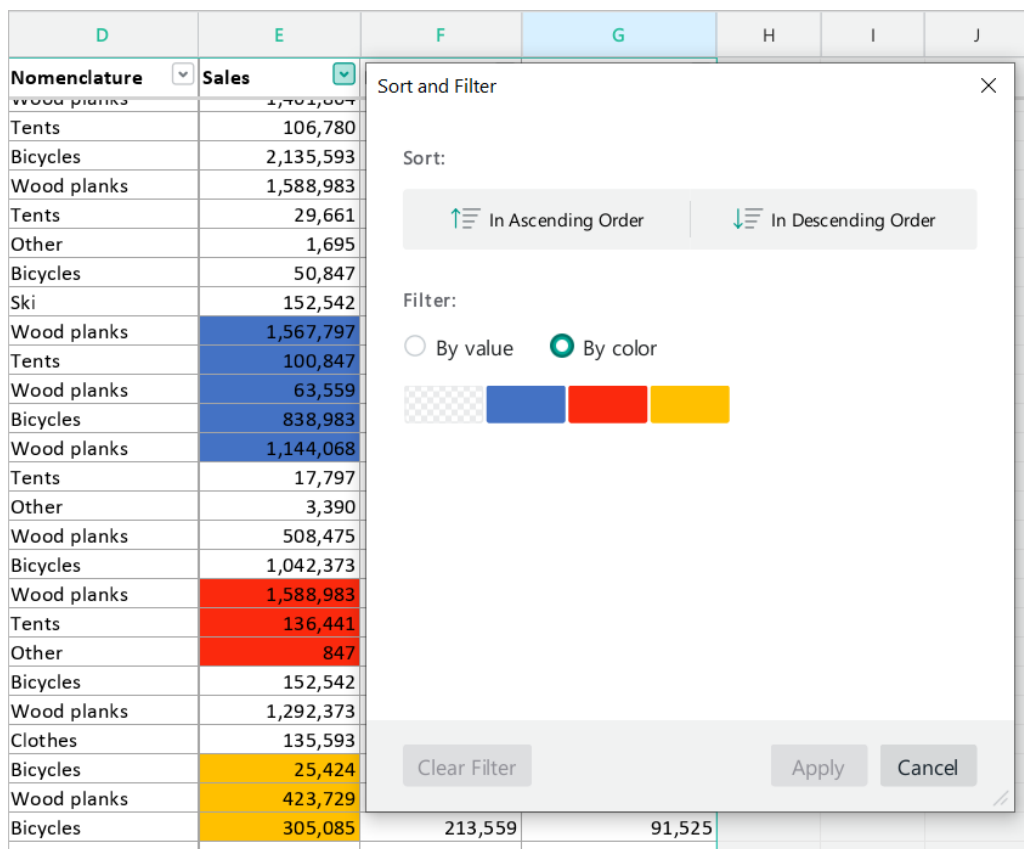 D E F G H I J
Nomenclature Sales
Sort and Filter
Tents 106,780
Bicycles 2,135,593
Sort:
Wood planks 1,588,983
Tents 29,661
In Ascending Order In Descending Order
Other 1,695
Bicycles 50,847
Ski 152,542
Filter:
Wood planks 1,567,797
By value By color
Tents 100,847
Wood planks 63,559
Bicycles 838,983
Wood planks 1,144,068
Tents 17,797
Other 3,390
Wood planks 508,475
Bicycles 1,042,373
Wood planks 1,588,983
Tents 136,441
Other 847
Bicycles 152,542
Wood planks 1,292,373
Clothes 135,593
Bicycles 25,424
Clear Filter Apply Cancel
Wood planks 423,729
Bicycles 305,085 213,559 91,525